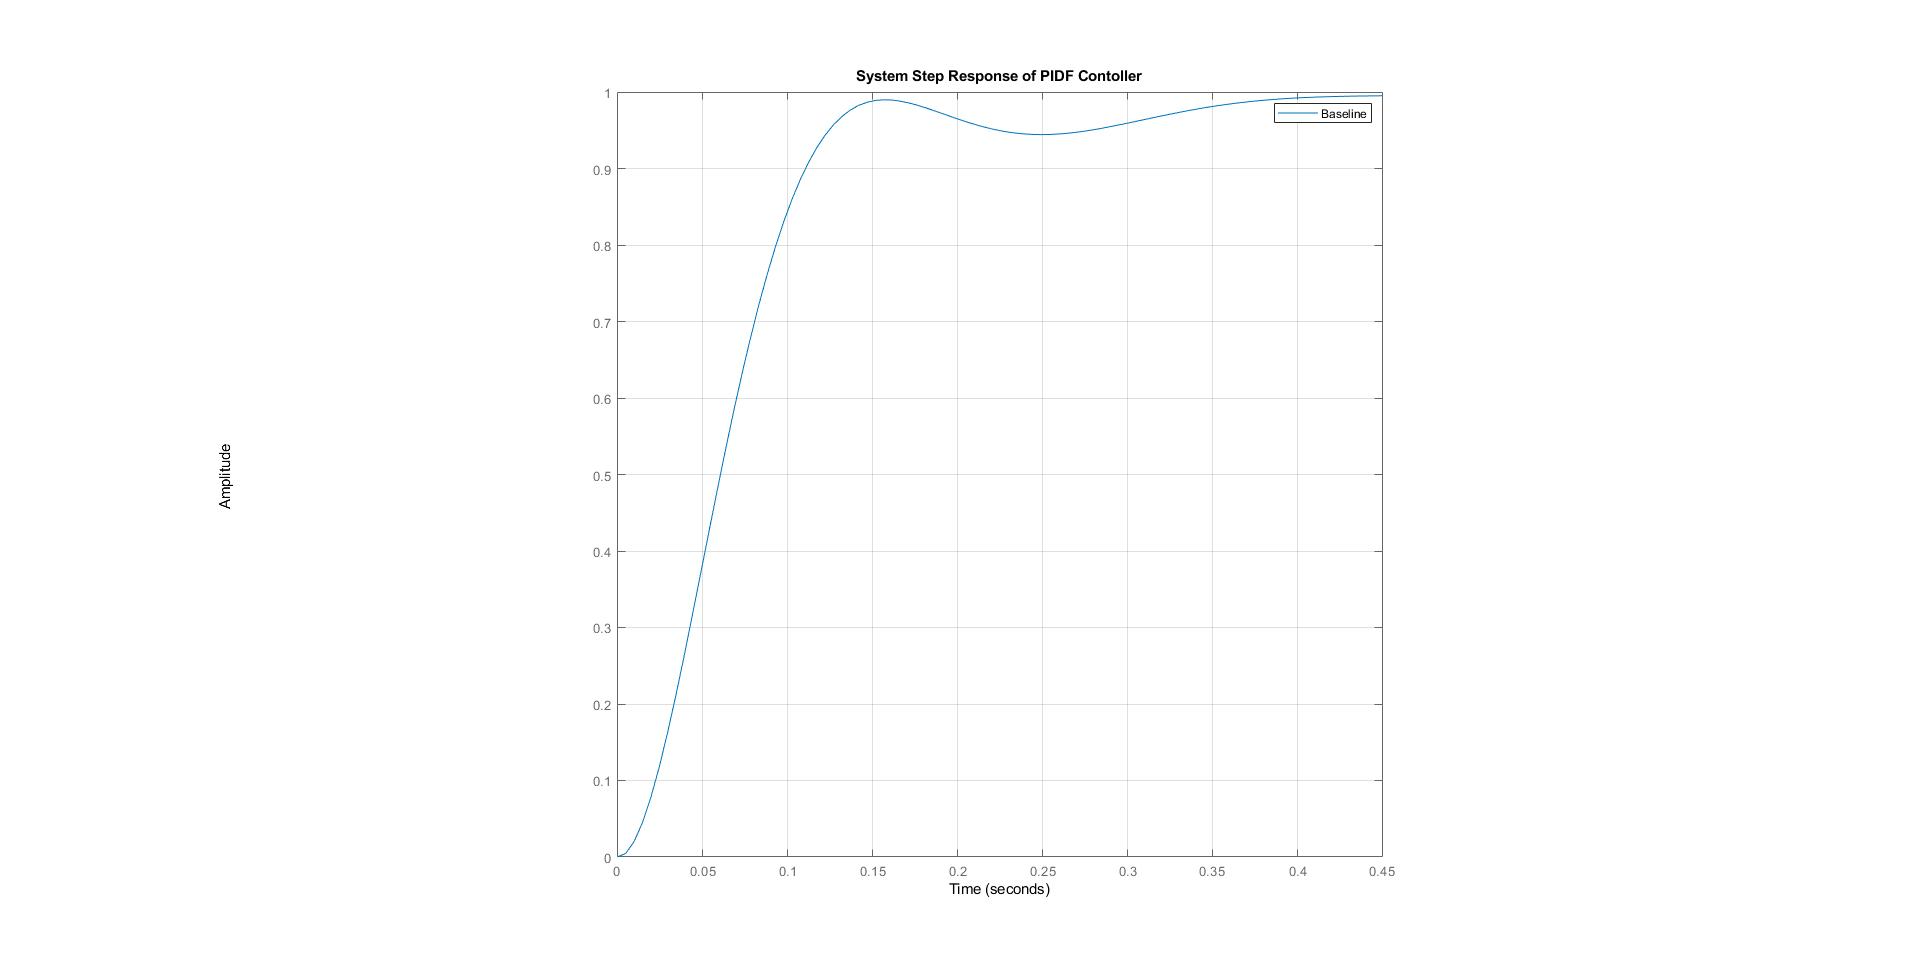 System Step Response of PIDF Contoller
Baseline
Amplitude
1
0.9
0.8
0.7
0.6
0.5
0.4
0.3
0.2
0.1
0
0 0.05 0.1 0.15 0.2 0.25 0.3 0.35 0.4 0.45
Time (seconds)